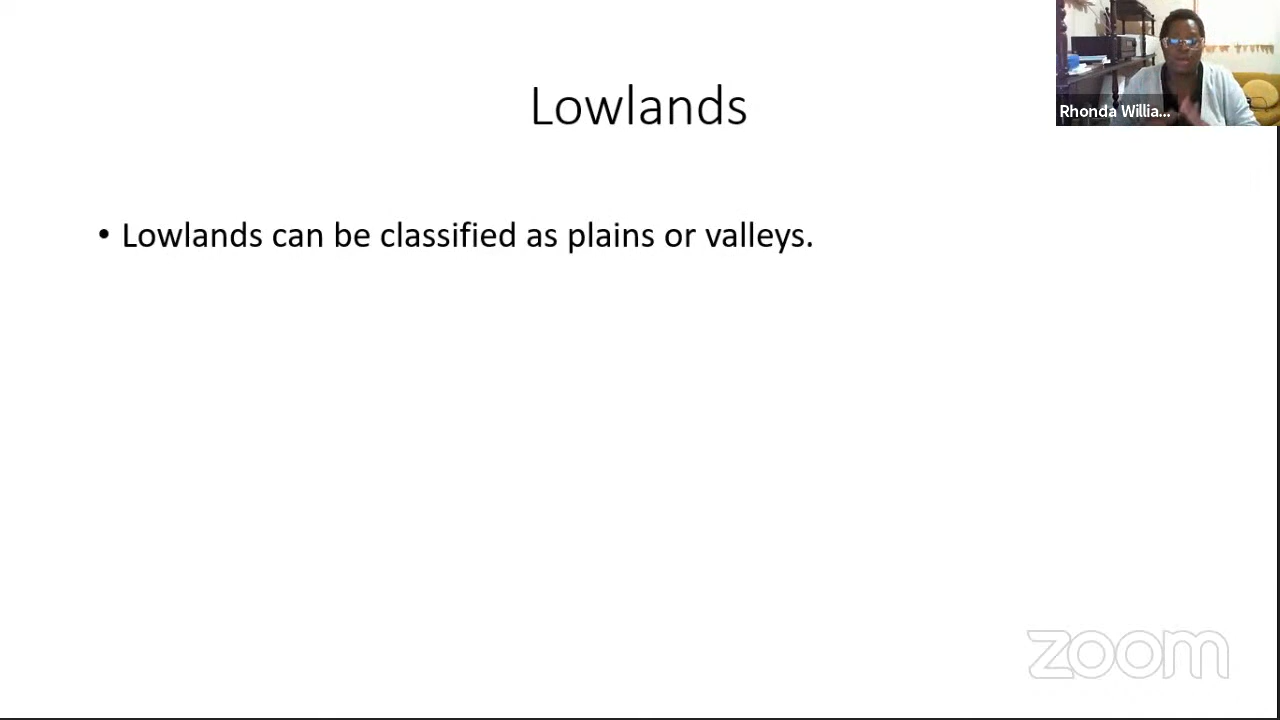 Lowlands
Rhonda Willia...
• Lowlands can be classified as plains or valleys.
zoom